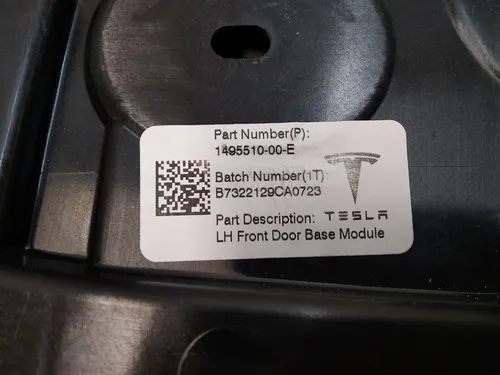 Part Number(P):
1495510-00-E
Batch Number(1T):
B7322129CA0723
Part Description: TESLA
LH Front Door Base Module